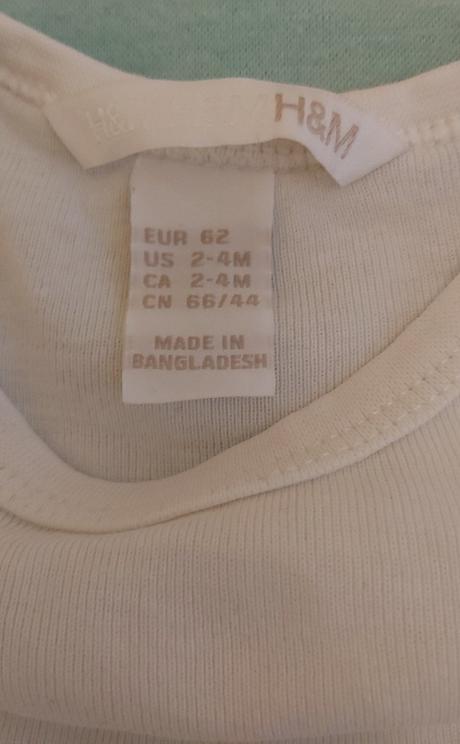 H&M
EUR 62
US 2-4M
CA 2-4M
CN 66/44
MADE IN
BANGLADESH